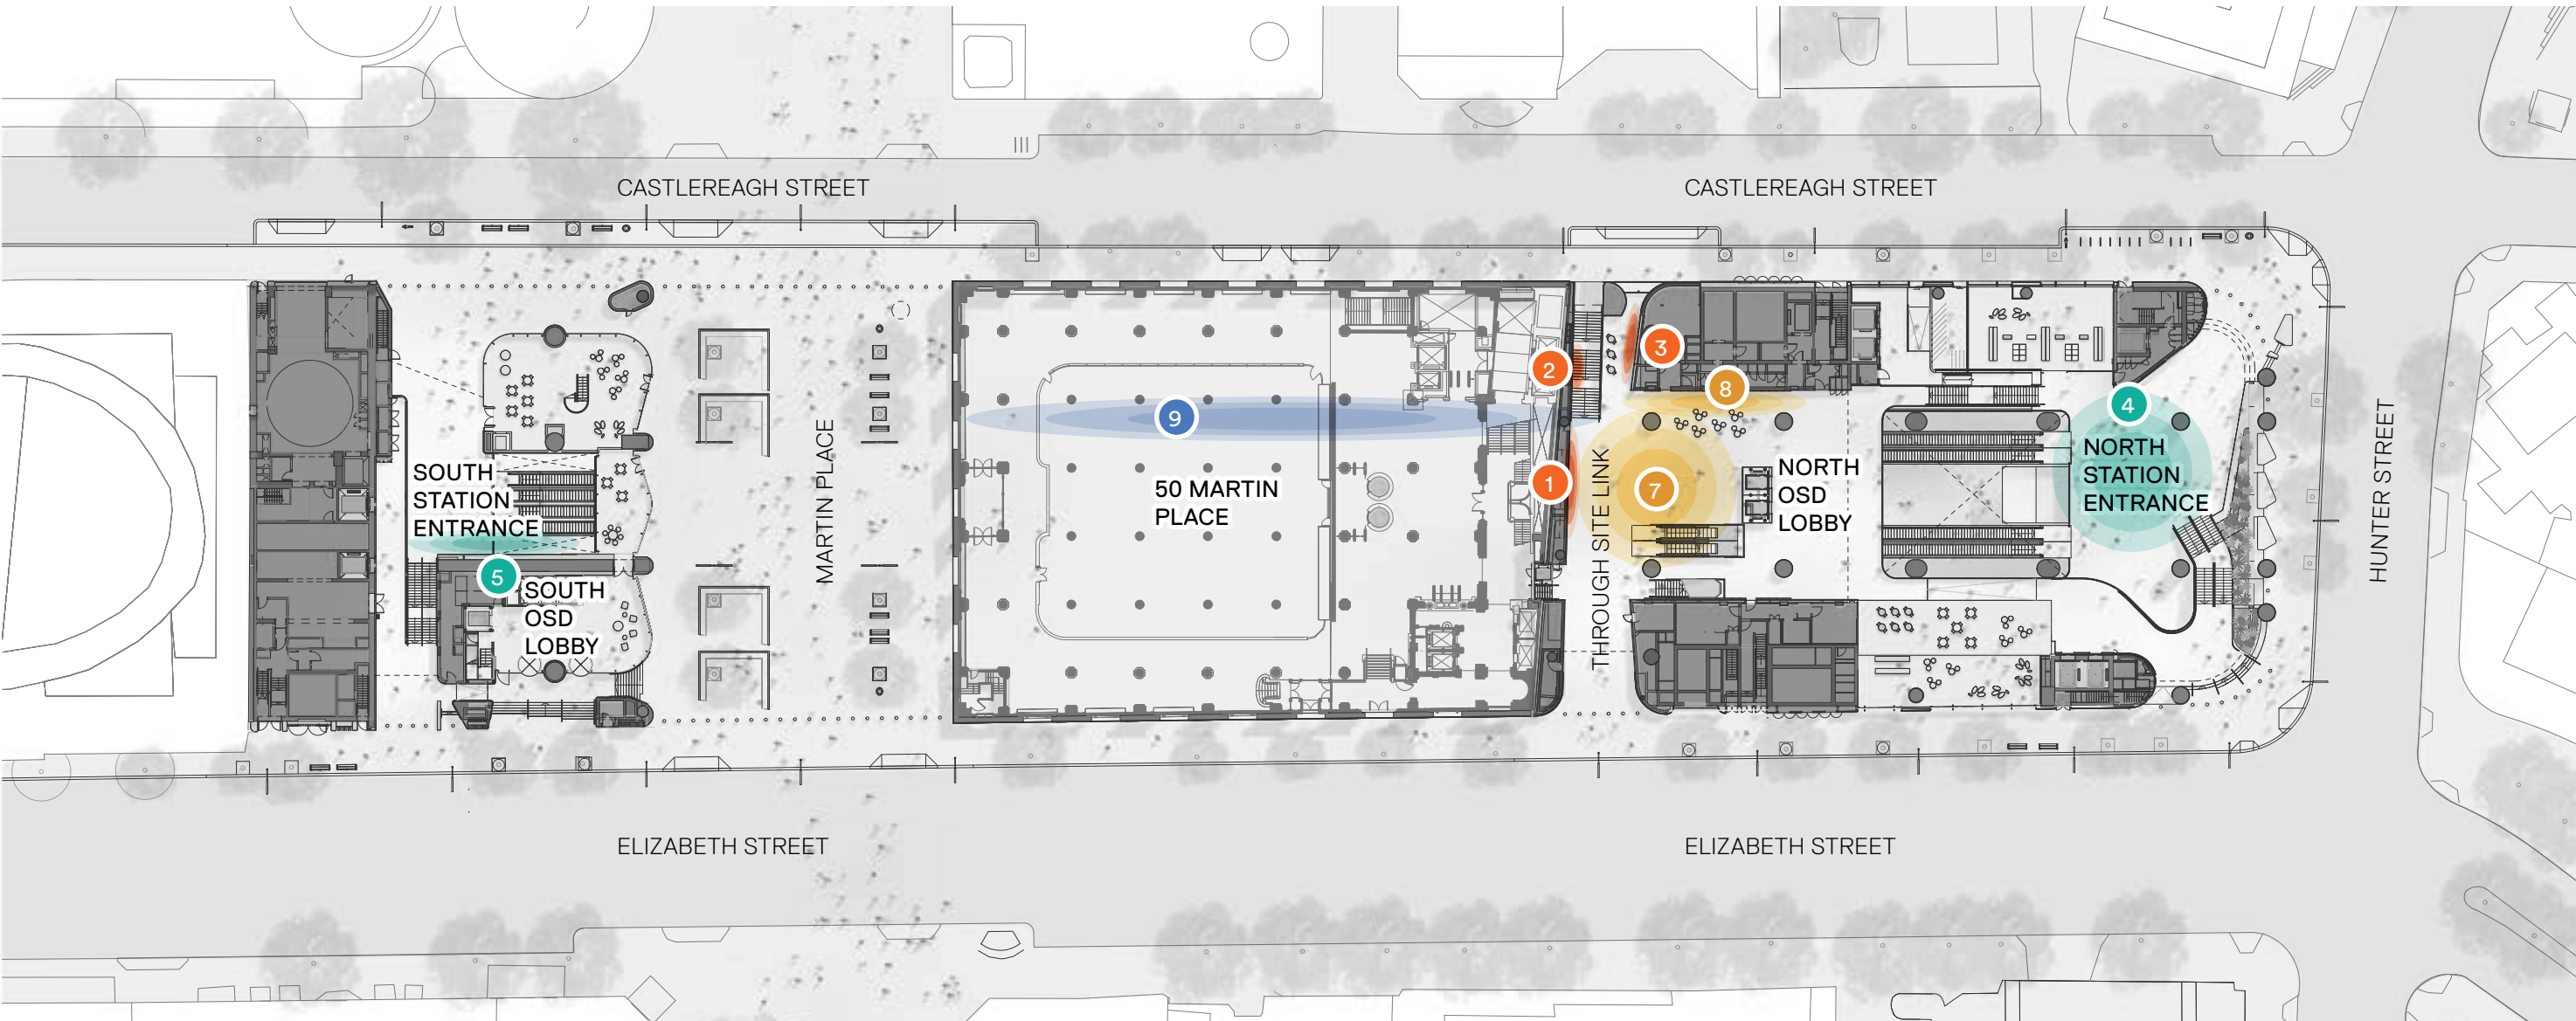 CASTLEREAGH STREET
CASTLEREAGH STREET
2
3
8
9
4
SOUTH
STATION
ENTRANCE
MARTIN PLACE
50 MARTIN
PLACE
1
THROUGH SITE LINK
7
NORTH
OSD
LOBBY
NORTH
STATION
ENTRANCE
HUNTER STREET
5
SOUTH
OSD
LOBBY
ELIZABETH STREET
ELIZABETH STREET